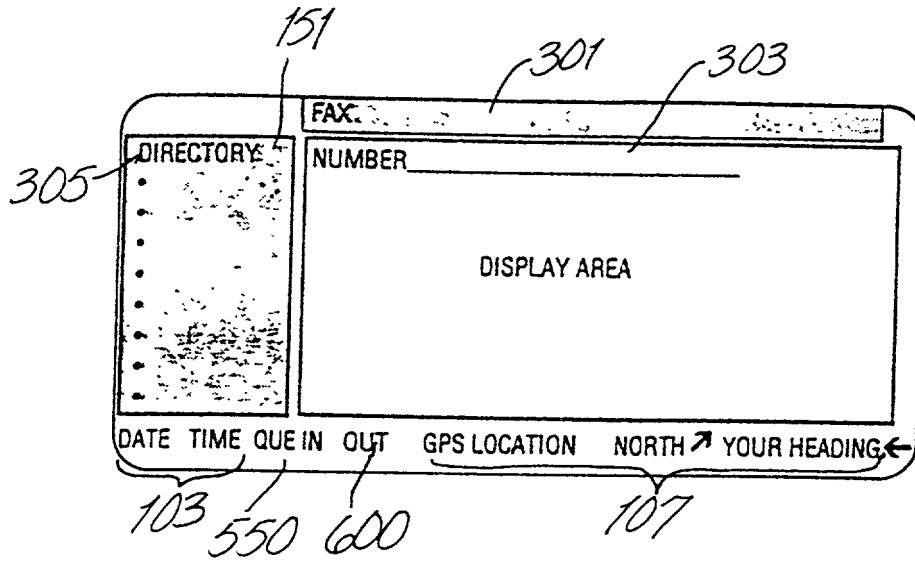 151
301
303
FAX:
305
DIRECTORY:
NUMBER
DISPLAY AREA
DATE TIME QUE IN OUT GPS LOCATION NORTH ↗ YOUR HEADING ←
103
550
600
107